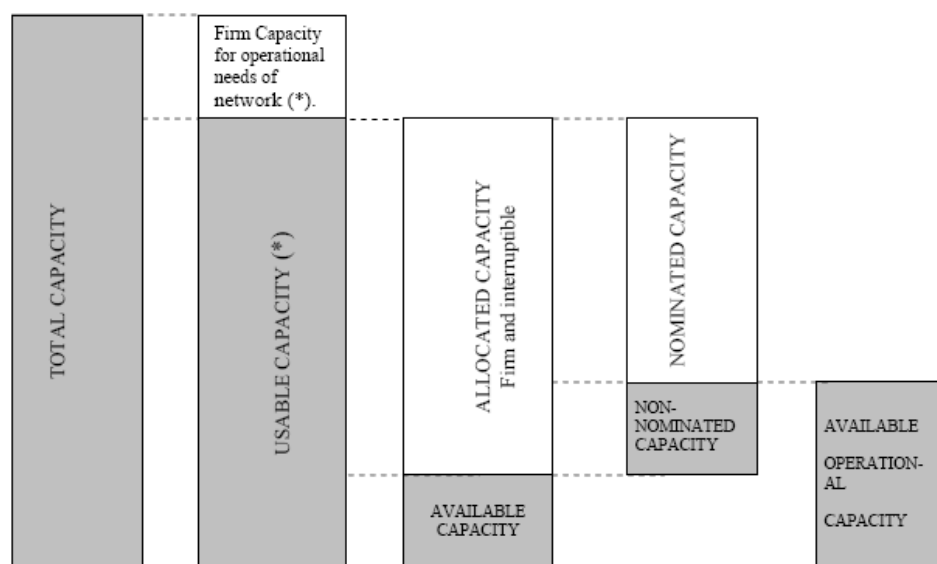 TOTAL CAPACITY
Firm Capacity
for operational
needs of
network (*).
USABLE CAPACITY (*)
ALLOCATED CAPACITY
Firm and interruptible
AVAILABLE
CAPACITY
NOMINATED CAPACITY
NON-
NOMINATED
CAPACITY
AVAILABLE
OPERATION-
AL
CAPACITY